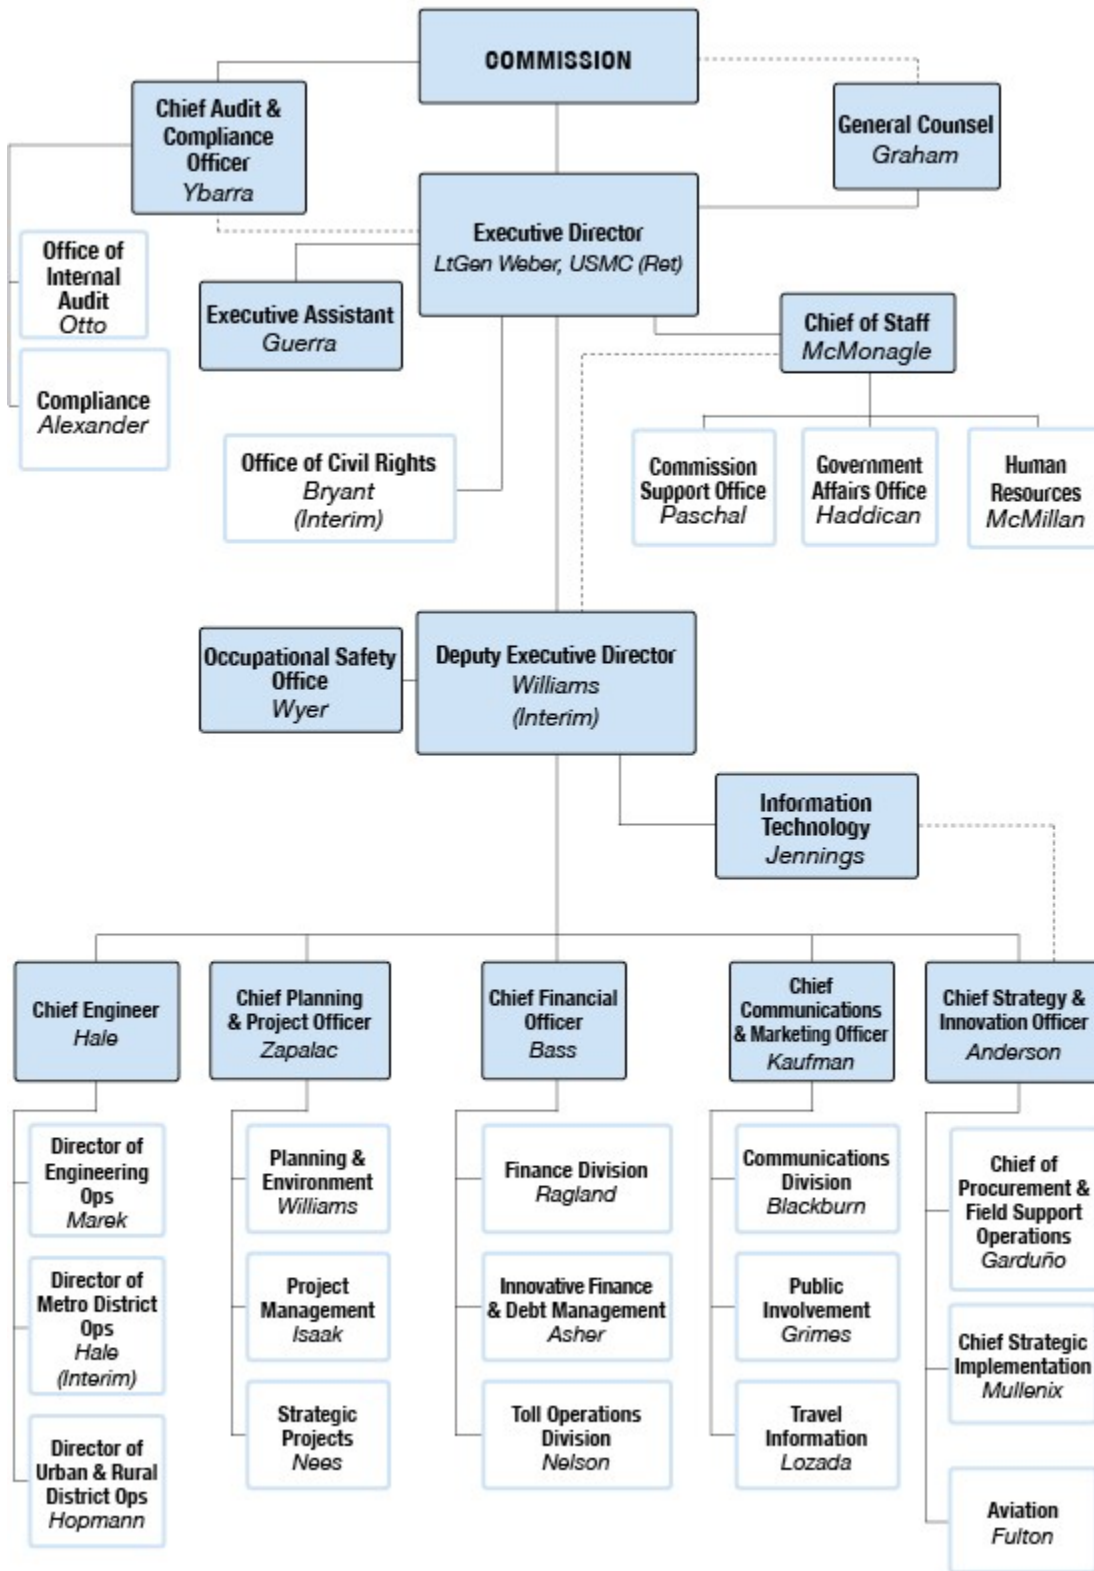 COMMISSION
Chief Audit &
Compliance
Officer
Ybarra
General Counsel
Graham
Executive Director
LtGen Weber, USMC (Ret)
Office of
Internal
Audit
Otto
Executive Assistant
Guerra
Chief of Staff
McMonagle
Compliance
Alexander
Office of Civil Rights
Bryant
(Interim)
Commission
Support Office
Paschal
Government
Affairs Office
Haddican
Human
Resources
McMillan
Occupational Safety
Office
Wyer
Deputy Executive Director
Williams
(Interim)
Information
Technology
Jennings
Chief Engineer
Hale
Chief Planning
& Project Officer
Zapalac
Chief Financial
Officer
Bass
Chief
Communications
& Marketing Officer
Kaufman
Chief Strategy &
Innovation Officer
Anderson
Director of
Engineering
Ops
Marek
Director of
Metro District
Ops
Hale
(Interim)
Director of
Urban & Rural
District Ops
Hopmann
Planning &
Environment
Williams
Project
Management
Isaak
Strategic
Projects
Nees
Finance Division
Ragland
Innovative Finance
& Debt Management
Asher
Toll Operations
Division
Nelson
Communications
Division
Blackburn
Public
Involvement
Grimes
Travel
Information
Lozada
Chief of
Procurement &
Field Support
Operations
Garduño
Chief Strategic
Implementation
Mullenix
Aviation
Fulton